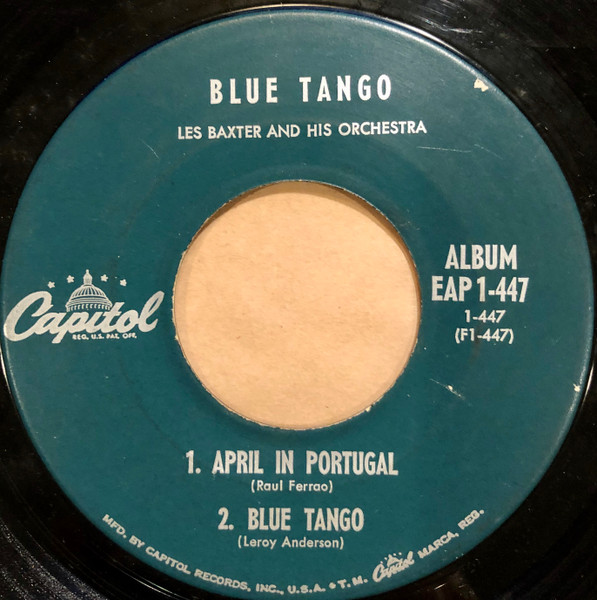 BLUE TANGO
LES BAXTER AND HIS ORCHESTRA
Capitol
REG. U.S. PAT. OFF.
ALBUM
EAP 1-447
1-447
(F1-447)
1. APRIL IN PORTUGAL
(Raul Ferrao)
2. BLUE TANGO
(Leroy Anderson)
MFD. BY CAPITOL RECORDS, INC., U.S.A. • T.M. Capitol MARCA, REG.